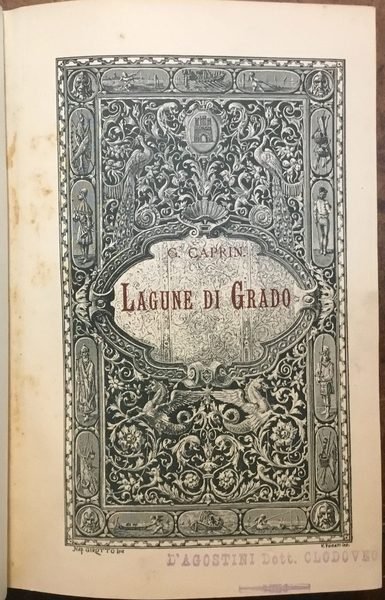 G. CAPRIN.
LAGUNE DI GRADO
D'AGOSTINI Dott. CLODOVEO